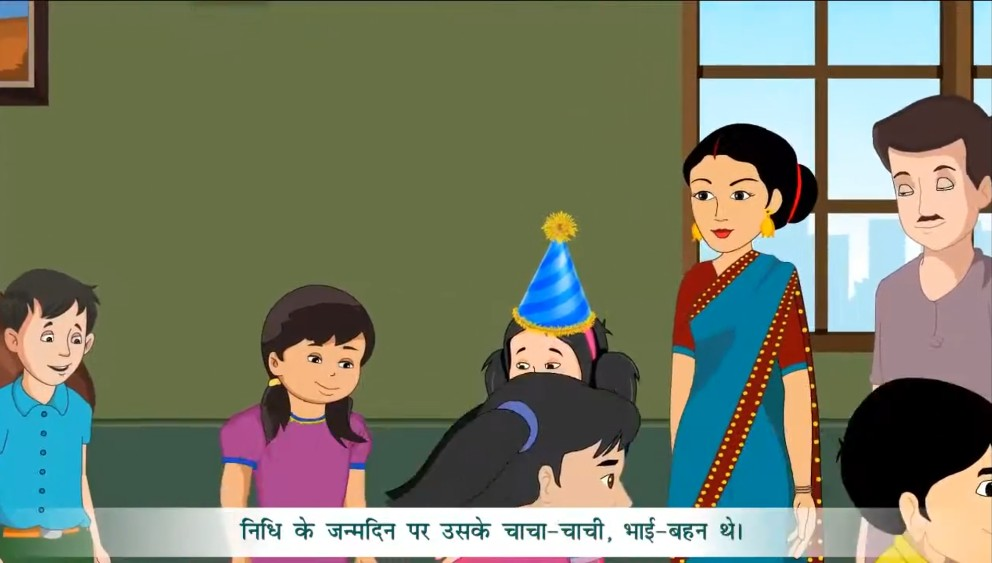 निधि के जन्मदिन पर उसके चाचा-चाची, भाई-बहन थे।